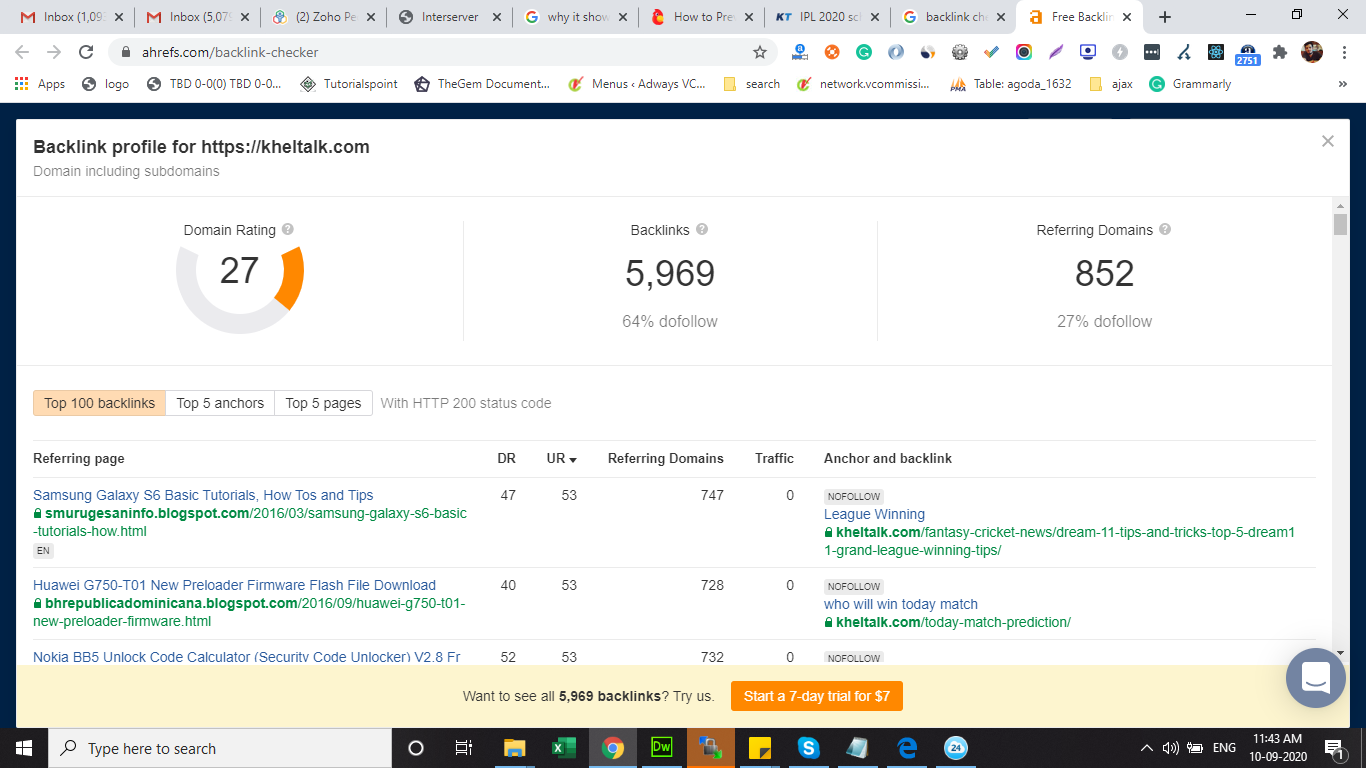 Inbox (1,093
Inbox (5,079
(2) Zoho Pe
Interserver
why it show
How to Prev
IPL 2020 sch
backlink che
Free Backlin
ahrefs.com/backlink-checker
2751
Apps
logo
TBD 0-0(0) TBD 0-0...
Tutorialspoint
TheGem Document...
Menus ‹ Adways VC...
search
network.vcommissi...
Table: agoda_1632
ajax
Grammarly
»
Backlink profile for https://kheltalk.com
Domain including subdomains
Domain Rating
27
Backlinks
5,969
64% dofollow
Referring Domains
852
27% dofollow
Top 100 backlinks
Top 5 anchors
Top 5 pages
With HTTP 200 status code
Referring page
DR
UR
Referring Domains
Traffic
Anchor and backlink
Samsung Galaxy S6 Basic Tutorials, How Tos and Tips
smurugesaninfo.blogspot.com/2016/03/samsung-galaxy-s6-basic
-tutorials-how.html
EN
47
53
747
0
NOFOLLOW
League Winning
kheltalk.com/fantasy-cricket-news/dream-11-tips-and-tricks-top-5-dream1
1-grand-league-winning-tips/
Huawei G750-T01 New Preloader Firmware Flash File Download
bhrepublicadominicana.blogspot.com/2016/09/huawei-g750-t01-
new-preloader-firmware.html
40
53
728
0
NOFOLLOW
who will win today match
kheltalk.com/today-match-prediction/
Nokia BB5 Unlock Code Calculator (Security Code Unlocker) V2.8 Fr
52
53
732
0
NOFOLLOW
Want to see all 5,969 backlinks? Try us.
Start a 7-day trial for $7
Type here to search
Dw
24
ENG
11:43 AM
10-09-2020
1